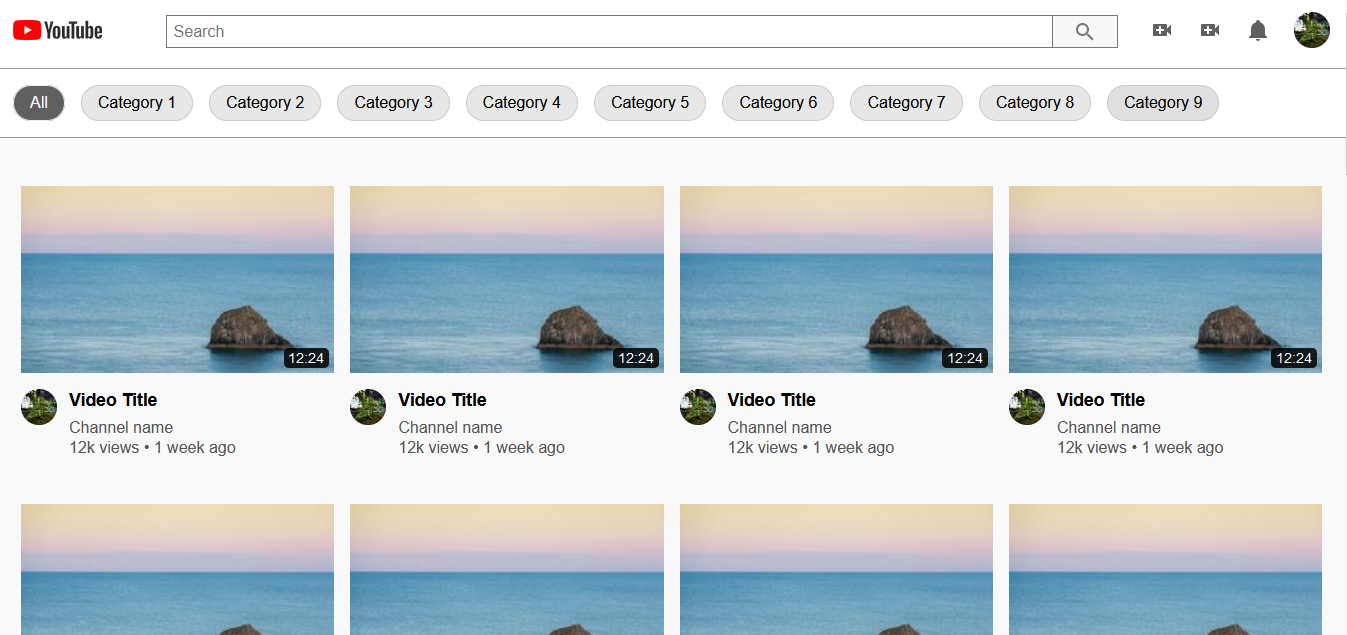 YouTube
Search
All Category 1 Category 2 Category 3 Category 4 Category 5 Category 6 Category 7 Category 8 Category 9
12:24 12:24 12:24 12:24
Video Title Video Title Video Title Video Title
Channel name Channel name Channel name Channel name
12k views • 1 week ago 12k views • 1 week ago 12k views • 1 week ago 12k views • 1 week ago